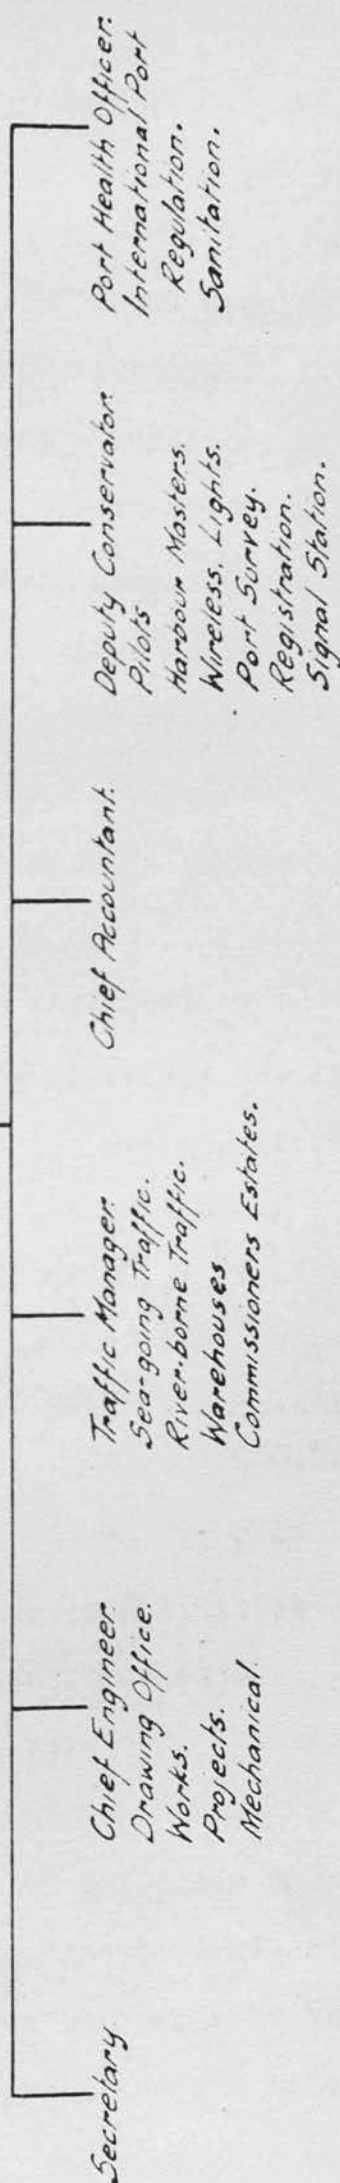 Secretary
Chief Engineer.
Drawing Office.
Works.
Projects.
Mechanical.
Traffic Manager.
Sea-going Traffic.
River-borne Traffic.
Warehouses
Commissioners Estates.
Chief Accountant.
Deputy Conservator.
Pilots
Harbour Masters.
Wireless. Lights.
Port Survey.
Registration.
Signal Station.
Port Health Officer.
International Port
Regulation.
Sanitation.